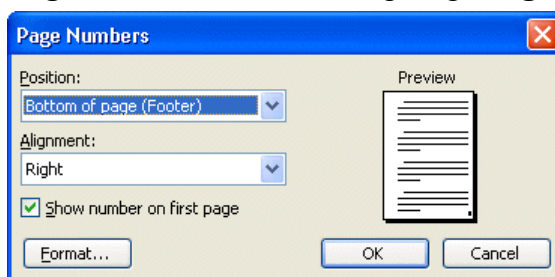 Page Numbers
Position:
Preview
Bottom of page (Footer)
Alignment:
Right
Show number on first page
Format...
OK
Cancel